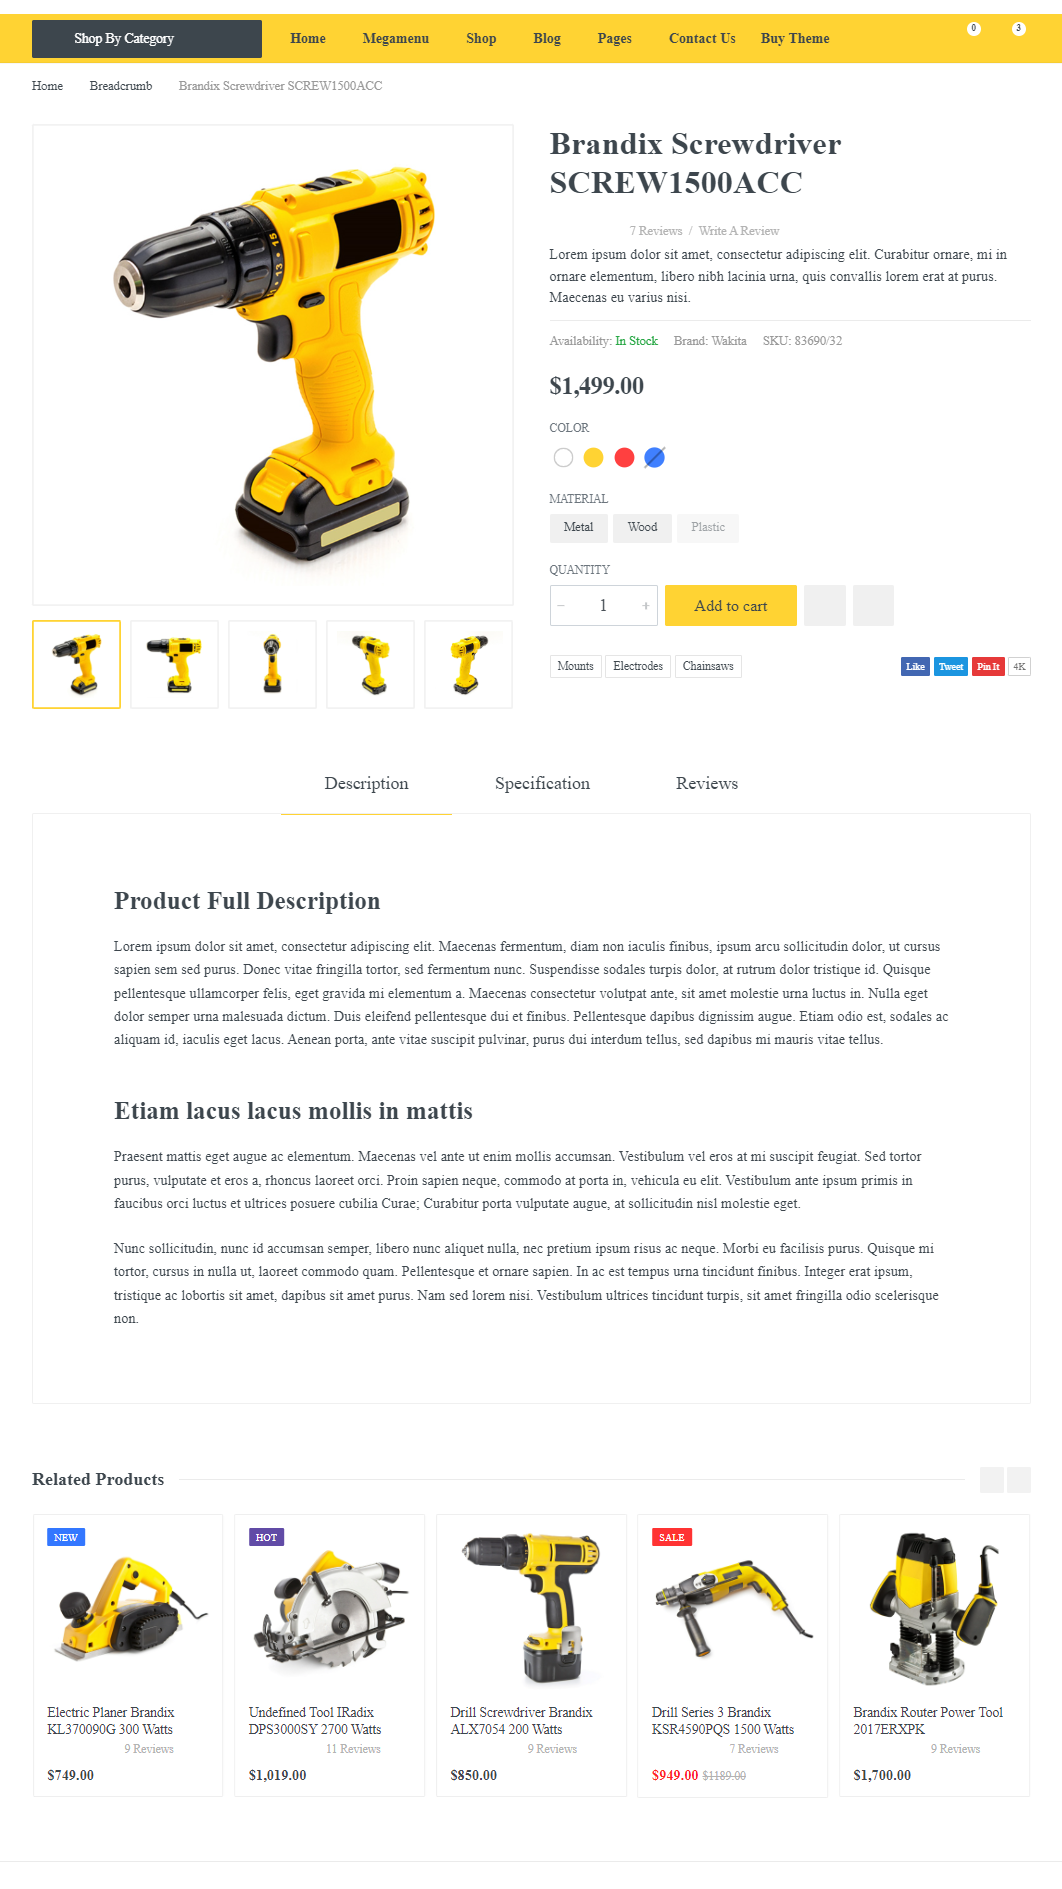 Shop By Category Home Megamenu Shop Blog Pages Contact Us Buy Theme 0 3
Home Breadcrumb Brandix Screwdriver SCREW1500ACC
Brandix Screwdriver
SCREW1500ACC
7 Reviews / Write A Review
Lorem ipsum dolor sit amet, consectetur adipiscing elit. Curabitur ornare, mi in
ornare elementum, libero nibh lacinia urna, quis convallis lorem erat at purus.
Maecenas eu varius nisi.
Availability: In Stock Brand: Wakita SKU: 83690/32
$1,499.00
COLOR
MATERIAL
Metal Wood Plastic
QUANTITY
− 1 + Add to cart
Mounts Electrodes Chainsaws Like Tweet Pin It 4K
Description Specification Reviews
Product Full Description
Lorem ipsum dolor sit amet, consectetur adipiscing elit. Maecenas fermentum, diam non iaculis finibus, ipsum arcu sollicitudin dolor, ut cursus
sapien sem sed purus. Donec vitae fringilla tortor, sed fermentum nunc. Suspendisse sodales turpis dolor, at rutrum dolor tristique id. Quisque
pellentesque ullamcorper felis, eget gravida mi elementum a. Maecenas consectetur volutpat ante, sit amet molestie urna luctus in. Nulla eget
dolor semper urna malesuada dictum. Duis eleifend pellentesque dui et finibus. Pellentesque dapibus dignissim augue. Etiam odio est, sodales ac
aliquam id, iaculis eget lacus. Aenean porta, ante vitae suscipit pulvinar, purus dui interdum tellus, sed dapibus mi mauris vitae tellus.
Etiam lacus lacus mollis in mattis
Praesent mattis eget augue ac elementum. Maecenas vel ante ut enim mollis accumsan. Vestibulum vel eros at mi suscipit feugiat. Sed tortor
purus, vulputate et eros a, rhoncus laoreet orci. Proin sapien neque, commodo at porta in, vehicula eu elit. Vestibulum ante ipsum primis in
faucibus orci luctus et ultrices posuere cubilia Curae; Curabitur porta vulputate augue, at sollicitudin nisl molestie eget.
Nunc sollicitudin, nunc id accumsan semper, libero nunc aliquet nulla, nec pretium ipsum risus ac neque. Morbi eu facilisis purus. Quisque mi
tortor, cursus in nulla ut, laoreet commodo quam. Pellentesque et ornare sapien. In ac est tempus urna tincidunt finibus. Integer erat ipsum,
tristique ac lobortis sit amet, dapibus sit amet purus. Nam sed lorem nisi. Vestibulum ultrices tincidunt turpis, sit amet fringilla odio scelerisque
non.
Related Products
NEW
Electric Planer Brandix
KL370090G 300 Watts
9 Reviews
$749.00
HOT
Undefined Tool IRadix
DPS3000SY 2700 Watts
11 Reviews
$1,019.00
Drill Screwdriver Brandix
ALX7054 200 Watts
9 Reviews
$850.00
SALE
Drill Series 3 Brandix
KSR4590PQS 1500 Watts
7 Reviews
$949.00 $1189.00
Brandix Router Power Tool
2017ERXPK
9 Reviews
$1,700.00